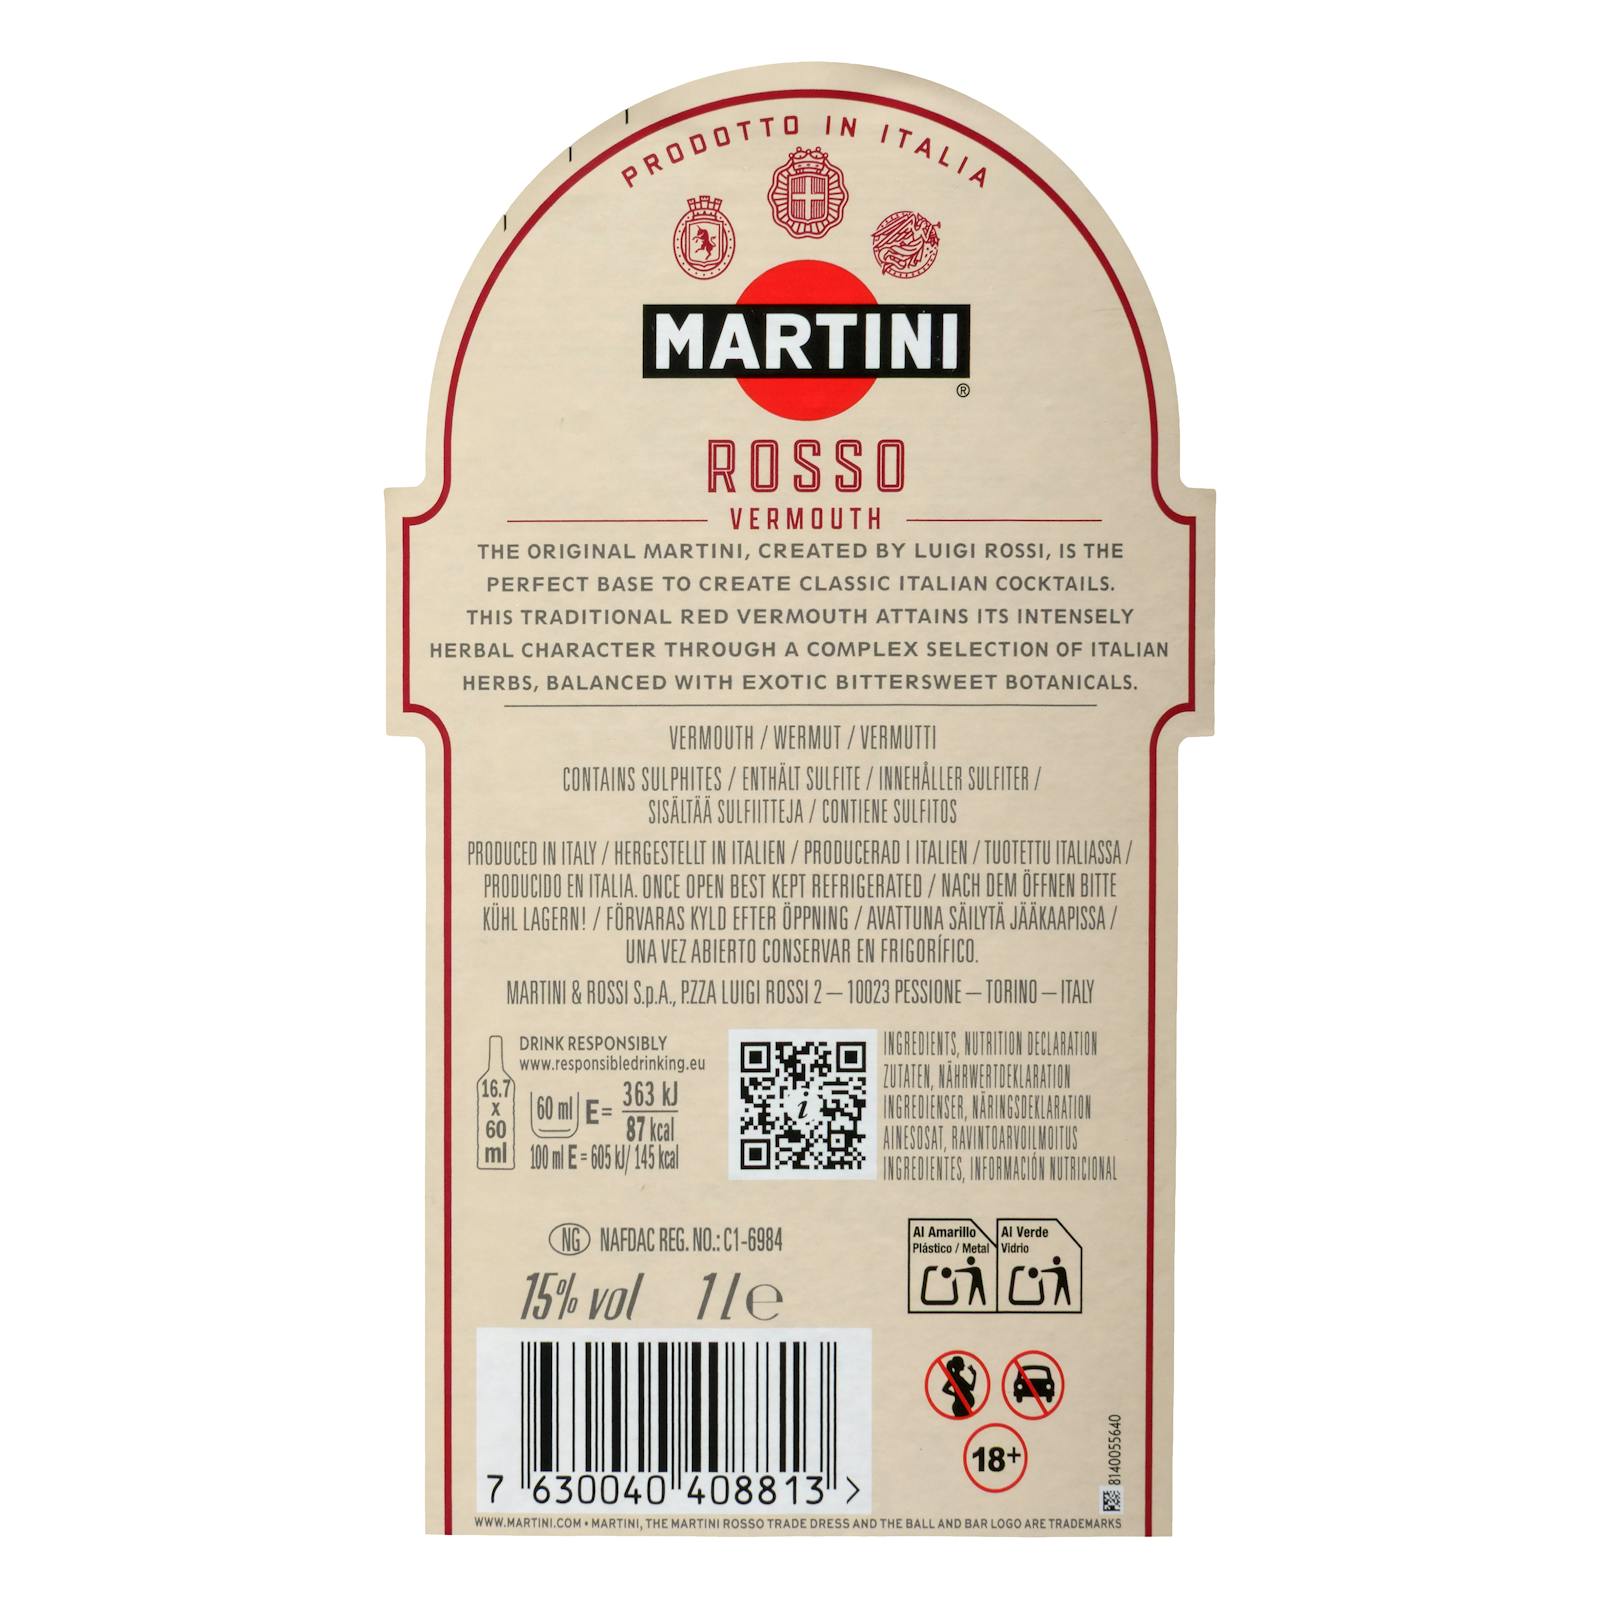 PRODOTTO IN ITALIA
MARTINI
®
ROSSO
VERMOUTH
THE ORIGINAL MARTINI, CREATED BY LUIGI ROSSI, IS THE
PERFECT BASE TO CREATE CLASSIC ITALIAN COCKTAILS.
THIS TRADITIONAL RED VERMOUTH ATTAINS ITS INTENSELY
HERBAL CHARACTER THROUGH A COMPLEX SELECTION OF ITALIAN
HERBS, BALANCED WITH EXOTIC BITTERSWEET BOTANICALS.
VERMOUTH / WERMUT / VERMUTTI
CONTAINS SULPHITES / ENTHÄLT SULFITE / INNEHÅLLER SULFITER /
SISÄLTÄÄ SULFIITTEJA / CONTIENE SULFITOS
PRODUCED IN ITALY / HERGESTELLT IN ITALIEN / PRODUCERAD I ITALIEN / TUOTETTU ITALIASSA /
PRODUCIDO EN ITALIA. ONCE OPEN BEST KEPT REFRIGERATED / NACH DEM ÖFFNEN BITTE
KÜHL LAGERN! / FÖRVARAS KYLD EFTER ÖPPNING / AVATTUNA SÄILYTÄ JÄÄKAAPISSA /
UNA VEZ ABIERTO CONSERVAR EN FRIGORÍFICO.
MARTINI & ROSSI S.p.A., P.ZZA LUIGI ROSSI 2 – 10023 PESSIONE – TORINO – ITALY
DRINK RESPONSIBLY
www.responsibledrinking.eu
16.7
x
60
ml
60 ml E= 363 kJ
87 kcal
100 ml E = 605 kJ/ 145 kcal
i
INGREDIENTS, NUTRITION DECLARATION
ZUTATEN, NÄHRWERTDEKLARATION
INGREDIENSER, NÄRINGSDEKLARATION
AINESOSAT, RAVINTOARVOILMOITUS
INGREDIENTES, INFORMACIÓN NUTRICIONAL
NG NAFDAC REG. NO.: C1-6984
15% vol 1 l e
Al Amarillo
Plástico / Metal
Al Verde
Vidrio
18+
8140055640
7 630040 408813 >
WWW.MARTINI.COM • MARTINI, THE MARTINI ROSSO TRADE DRESS AND THE BALL AND BAR LOGO ARE TRADEMARKS